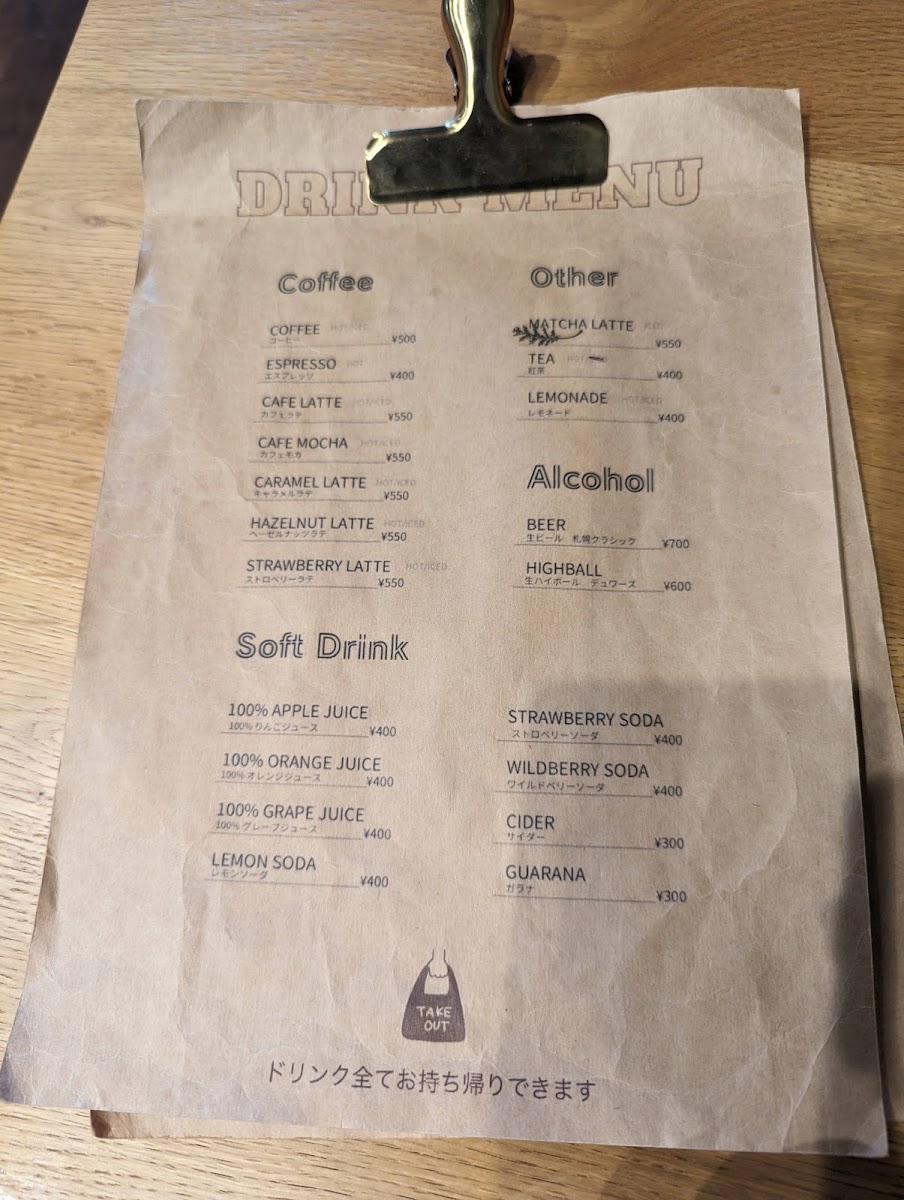 DRINK MENU
Coffee
COFFEE HOT/ICED
コーヒー ¥500
ESPRESSO HOT
エスプレッソ ¥400
CAFE LATTE HOT/ICED
カフェラテ ¥550
CAFE MOCHA HOT/ICED
カフェモカ ¥550
CARAMEL LATTE HOT/ICED
キャラメルラテ ¥550
HAZELNUT LATTE HOT/ICED
ヘーゼルナッツラテ ¥550
STRAWBERRY LATTE HOT/ICED
ストロベリーラテ ¥550
Other
MATCHA LATTE ICED
¥550
TEA HOT
紅茶 ¥400
LEMONADE HOT/ICED
レモネード ¥400
Alcohol
BEER
生ビール 札幌クラシック ¥700
HIGHBALL
生ハイボール デュワーズ ¥600
Soft Drink
100% APPLE JUICE
100%りんごジュース ¥400
100% ORANGE JUICE
100%オレンジジュース ¥400
100% GRAPE JUICE
100%グレープジュース ¥400
LEMON SODA
レモンソーダ ¥400
STRAWBERRY SODA
ストロベリーソーダ ¥400
WILDBERRY SODA
ワイルドベリーソーダ ¥400
CIDER
サイダー ¥300
GUARANA
ガラナ ¥300
TAKE
OUT
ドリンク全てお持ち帰りできます